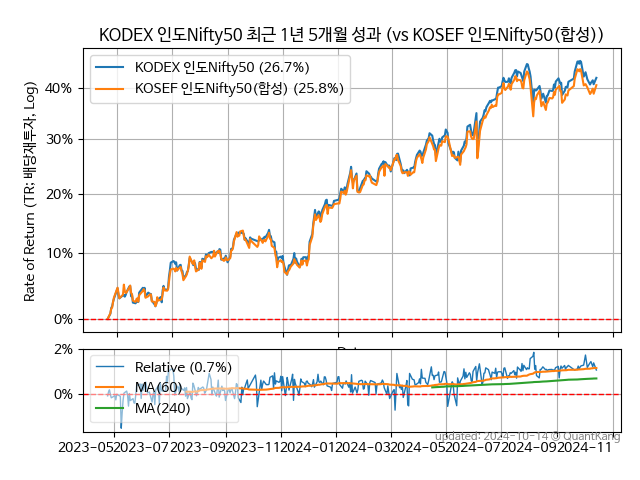 KODEX 인도Nifty50 최근 1년 5개월 성과 (vs KOSEF 인도Nifty50(합성))
Rate of Return (TR: 배당재투자, Log)
40%
30%
20%
10%
0%
KODEX 인도Nifty50 (26.7%)
KOSEF 인도Nifty50(합성) (25.8%)
2%
0%
Relative (0.7%)
MA(60)
MA(240)
updated: 2024-10-14 © QuantKang
2023-05 2023-07 2023-09 2023-11 2024-01 2024-03 2024-05 2024-07 2024-09 2024-11